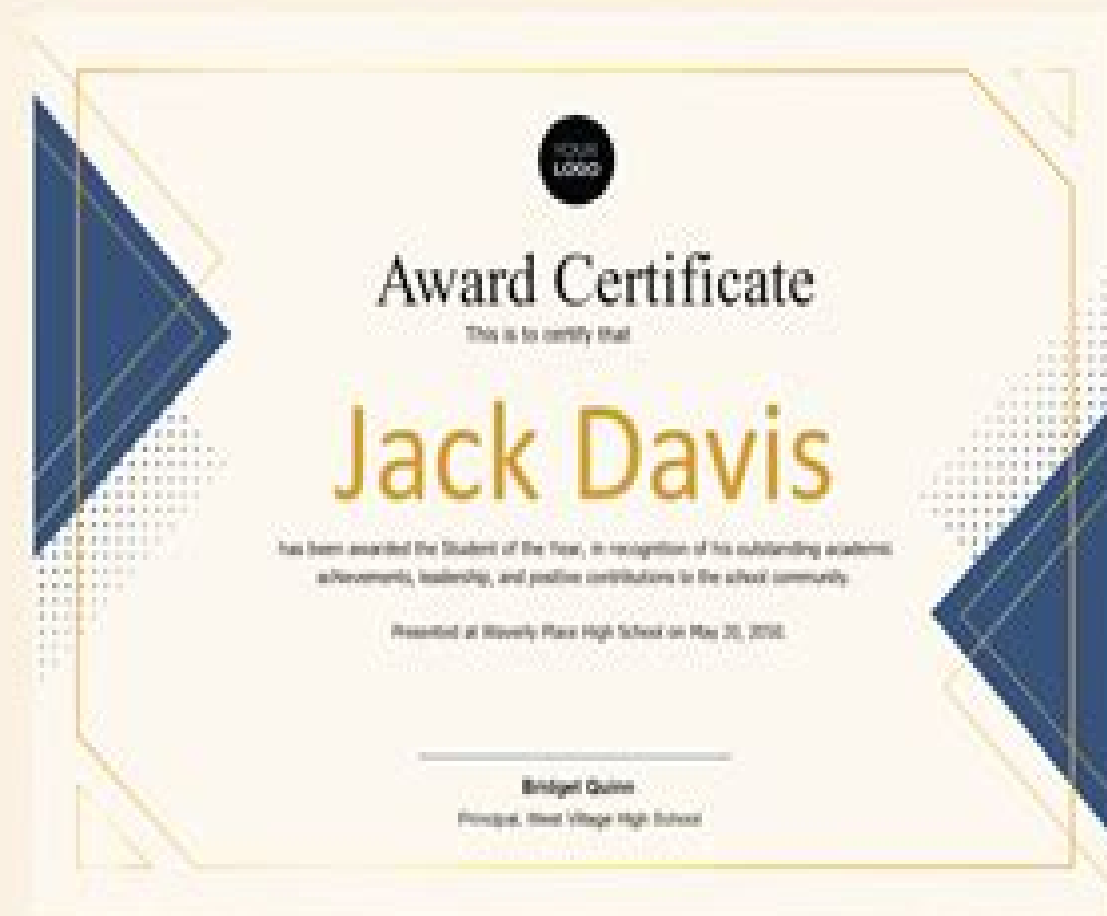 YOUR
LOGO
Award Certificate
This is to certify that
Jack Davis
has been awarded the Student of the Year, in recognition of his outstanding academic
achievements, leadership, and positive contributions to the school community.
Presented at Waverly Place High School on May 20,
Bridget Quinn
Principal, West Village High School